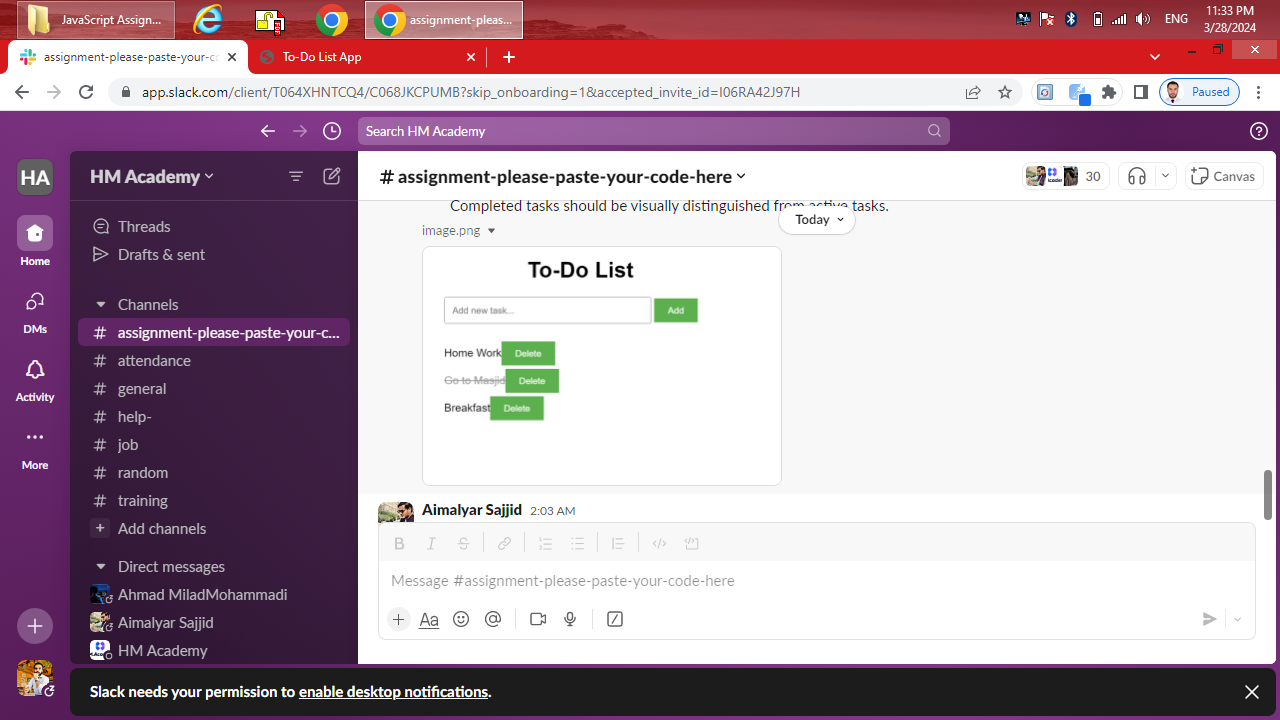 JavaScript Assign...
assignment-pleas...
ENG
11:33 PM
3/28/2024
assignment-please-paste-your-co
To-Do List App
app.slack.com/client/T064XHNTCQ4/C068JKCPUMB?skip_onboarding=1&accepted_invite_id=I06RA42J97H
Paused
Search HM Academy
HA
Home
DMs
Activity
More
HM Academy
Threads
Drafts & sent
Channels
# assignment-please-paste-your-c...
# attendance
# general
# help-
# job
# random
# training
+ Add channels
Direct messages
Ahmad MiladMohammadi
Aimalyar Sajjid
HM Academy
# assignment-please-paste-your-code-here
30
Canvas
Completed tasks should be visually distinguished from active tasks.
Today
image.png
To-Do List
Add new task...
Add
Home Work Delete
Go to Masjid Delete
Breakfast Delete
Aimalyar Sajjid 2:03 AM
Message #assignment-please-paste-your-code-here
Aa
Slack needs your permission to enable desktop notifications.